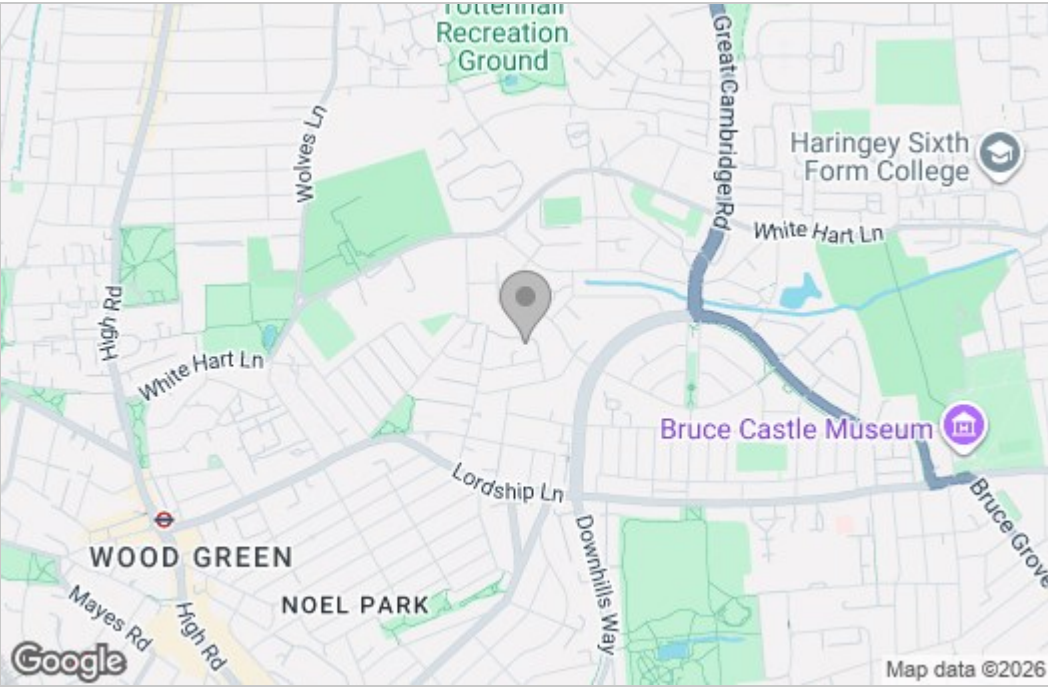 Tottenham
Recreation
Ground
Great Cambridge Rd
Wolves Ln
Haringey Sixth
Form College
White Hart Ln
High Rd
White Hart Ln
Bruce Castle Museum
Lordship Ln
Bruce Grove
Downhills Way
WOOD GREEN
NOEL PARK
Mayes Rd
High Rd
Google
Map data ©2026